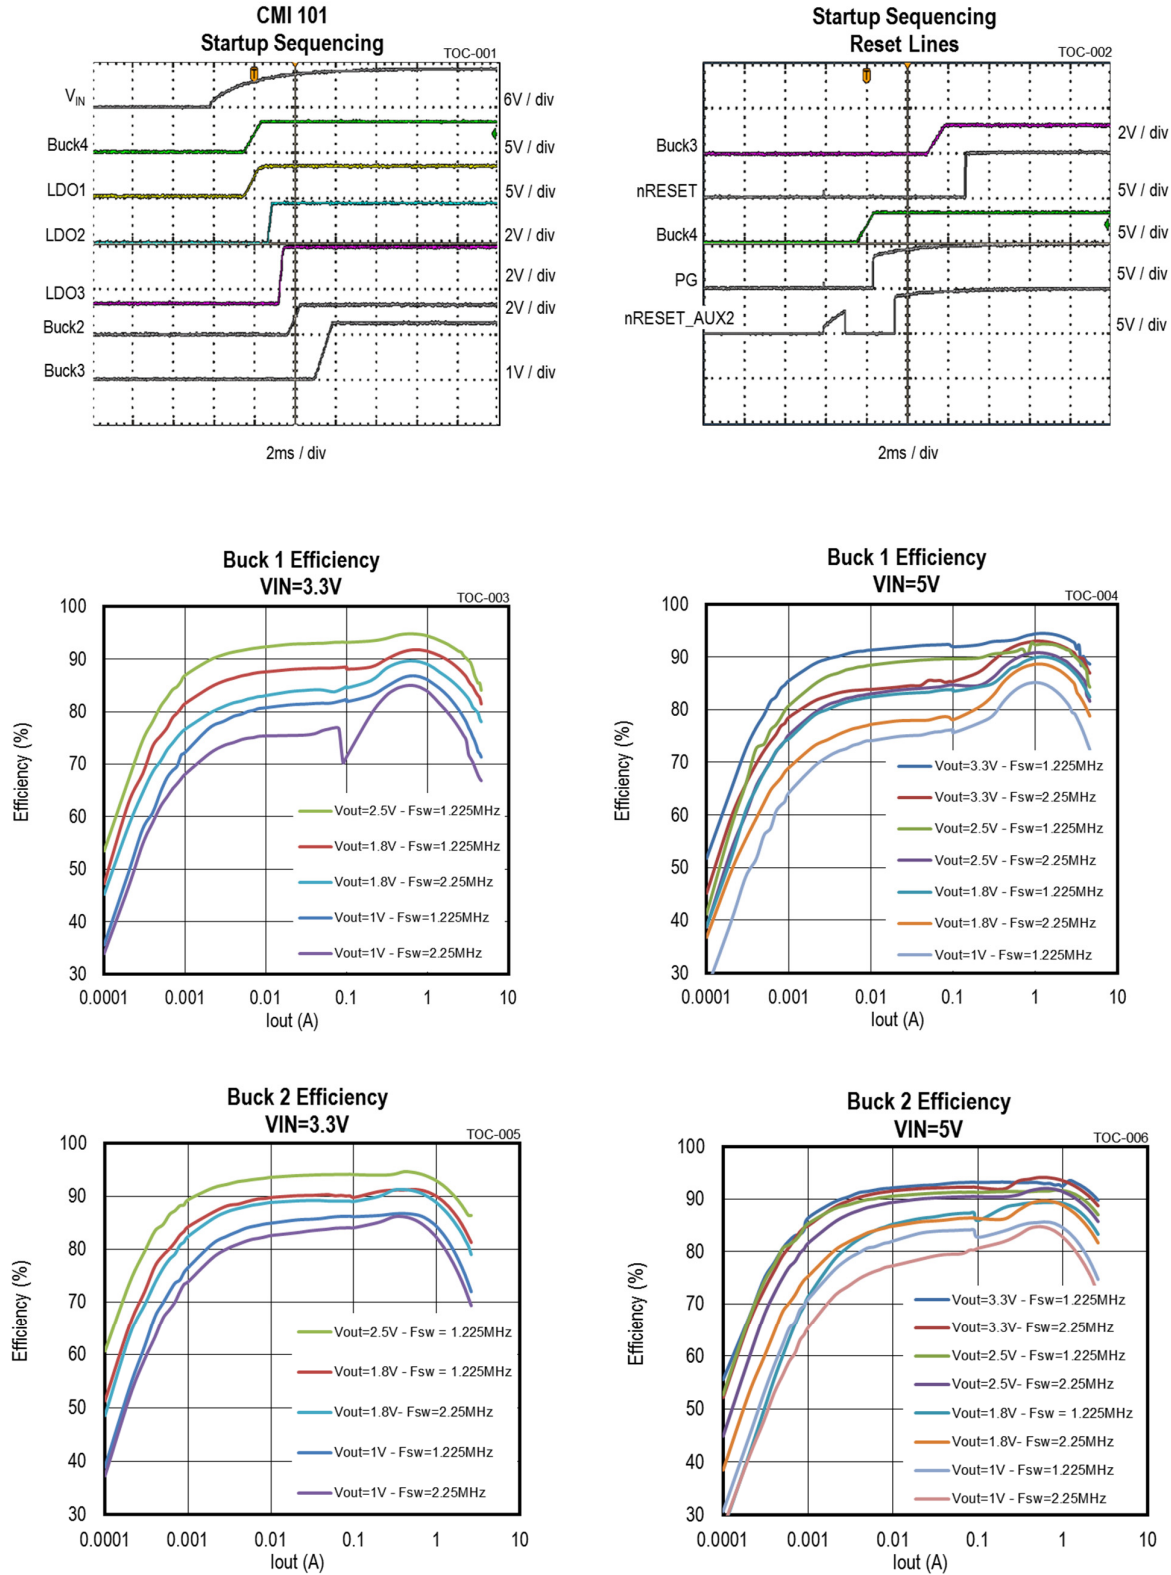 CMI 101
Startup Sequencing
TOC-001
VIN
6V / div
Buck4
5V / div
LDO1
5V / div
LDO2
2V / div
2V / div
LDO3
2V / div
Buck2
Buck3
1V / div
2ms / div
Startup Sequencing
Reset Lines
TOC-002
Buck3
2V / div
nRESET
5V / div
Buck4
5V / div
PG
5V / div
nRESET_AUX2
5V / div
2ms / div
Buck 1 Efficiency
VIN=3.3V
TOC-003
Efficiency (%)
100
90
80
70
60
50
40
30
Vout=2.5V - Fsw=1.225MHz
Vout=1.8V - Fsw=1.225MHz
Vout=1.8V - Fsw=2.25MHz
Vout=1V - Fsw=1.225MHz
Vout=1V - Fsw=2.25MHz
0.0001 0.001 0.01 0.1 1 10
Iout (A)
Buck 1 Efficiency
VIN=5V
TOC-004
Efficiency (%)
100
90
80
70
60
50
40
30
Vout=3.3V - Fsw=1.225MHz
Vout=3.3V - Fsw=2.25MHz
Vout=2.5V - Fsw=1.225MHz
Vout=2.5V - Fsw=2.25MHz
Vout=1.8V - Fsw=1.225MHz
Vout=1.8V - Fsw=2.25MHz
Vout=1V - Fsw=1.225MHz
0.0001 0.001 0.01 0.1 1 10
Iout (A)
Buck 2 Efficiency
VIN=3.3V
TOC-005
Efficiency (%)
100
90
80
70
60
50
40
30
Vout=2.5V - Fsw = 1.225MHz
Vout=1.8V - Fsw = 1.225MHz
Vout=1.8V- Fsw=2.25MHz
Vout=1V - Fsw=1.225MHz
Vout=1V - Fsw=2.25MHz
0.0001 0.001 0.01 0.1 1 10
Iout (A)
Buck 2 Efficiency
VIN=5V
TOC-006
Efficiency (%)
100
90
80
70
60
50
40
30
Vout=3.3V - Fsw=1.225MHz
Vout=3.3V- Fsw=2.25MHz
Vout=2.5V - Fsw=1.225MHz
Vout=2.5V- Fsw=2.25MHz
Vout=1.8V - Fsw = 1.225MHz
Vout=1.8V- Fsw=2.25MHz
Vout=1V - Fsw=1.225MHz
Vout=1V - Fsw=2.25MHz
0.0001 0.001 0.01 0.1 1 10
Iout (A)